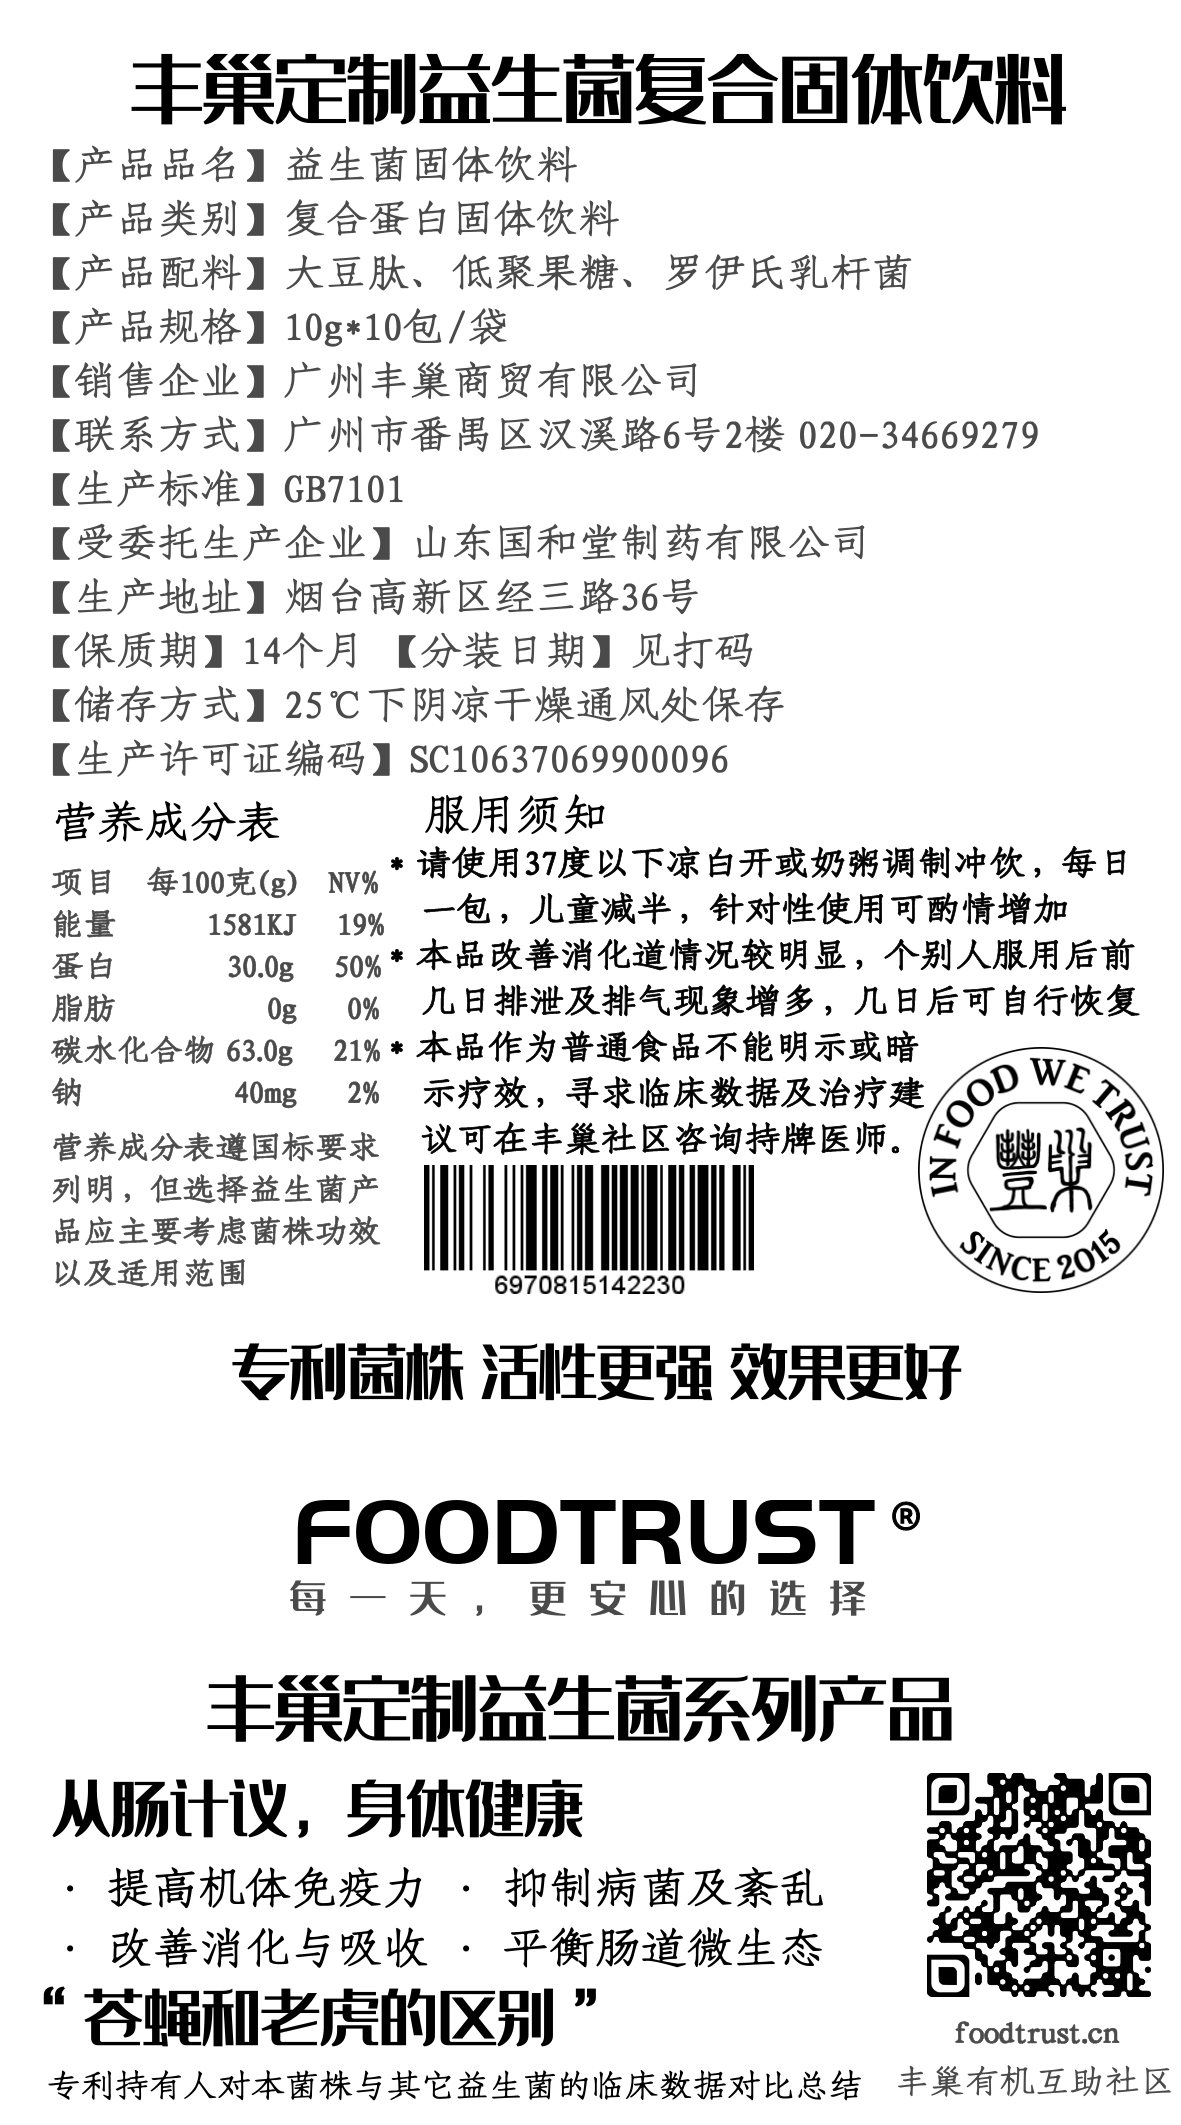 丰巢定制益生菌复合固体饮料
【产品品名】益生菌固体饮料
【产品类别】复合蛋白固体饮料
【产品配料】大豆肽、低聚果糖、罗伊氏乳杆菌
【产品规格】10g*10包/袋
【销售企业】广州丰巢商贸有限公司
【联系方式】广州市番禺区汉溪路6号2楼 020-34669279
【生产标准】GB7101
【受委托生产企业】山东国和堂制药有限公司
【生产地址】烟台高新区经三路36号
【保质期】14个月 【分装日期】见打码
【储存方式】25℃下阴凉干燥通风处保存
【生产许可证编码】SC10637069900096
营养成分表
项目 每100克(g) NV%
能量 1581KJ 19%
蛋白 30.0g 50%
脂肪 0g 0%
碳水化合物 63.0g 21%
钠 40mg 2%
营养成分表遵国标要求
列明，但选择益生菌产
品应主要考虑菌株功效
以及适用范围
服用须知
* 请使用37度以下凉白开或奶粥调制冲饮，每日
一包，儿童减半，针对性使用可酌情增加
* 本品改善消化道情况较明显，个别人服用后前
几日排泄及排气现象增多，几日后可自行恢复
* 本品作为普通食品不能明示或暗
示疗效，寻求临床数据及治疗建
议可在丰巢社区咨询持牌医师。
6970815142230
IN FOOD WE TRUST
豐巢
SINCE 2015
专利菌株 活性更强 效果更好
FOODTRUST®
每一天，更安心的选择
丰巢定制益生菌系列产品
从肠计议，身体健康
· 提高机体免疫力 · 抑制病菌及紊乱
· 改善消化与吸收 · 平衡肠道微生态
“苍蝇和老虎的区别”
专利持有人对本菌株与其它益生菌的临床数据对比总结
foodtrust.cn
丰巢有机互助社区